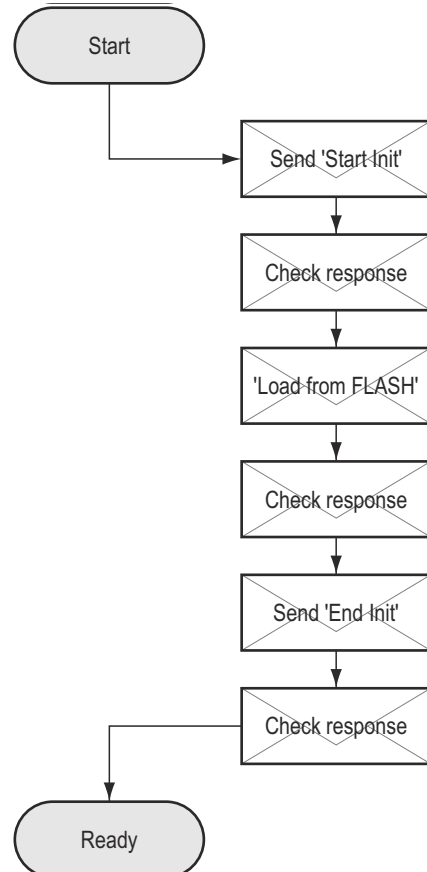 Start
Send 'Start Init'
Check response
'Load from FLASH'
Check response
Send 'End Init'
Check response
Ready